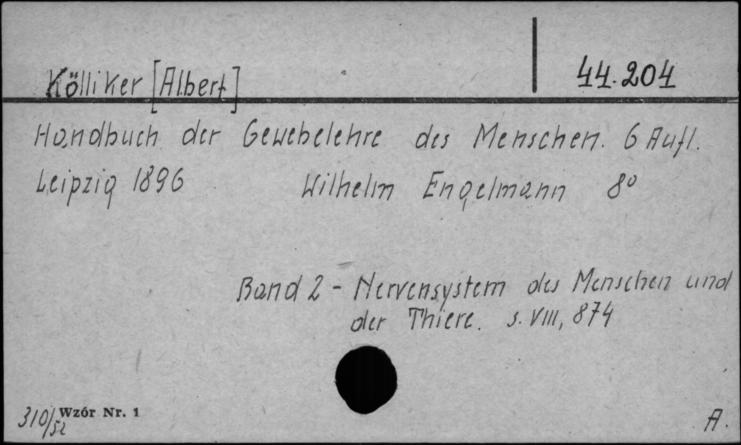 Kölliker [Albert]
44.204
Handbuch der Gewebelehre des Menschen. 6 Aufl.
Leipzig 1896 Wilhelm Engelmann 8°
Band 2 - Nervensystem des Menschen und
der Thiere. s. VIII, 874
310/52 Wzór Nr. 1
A.